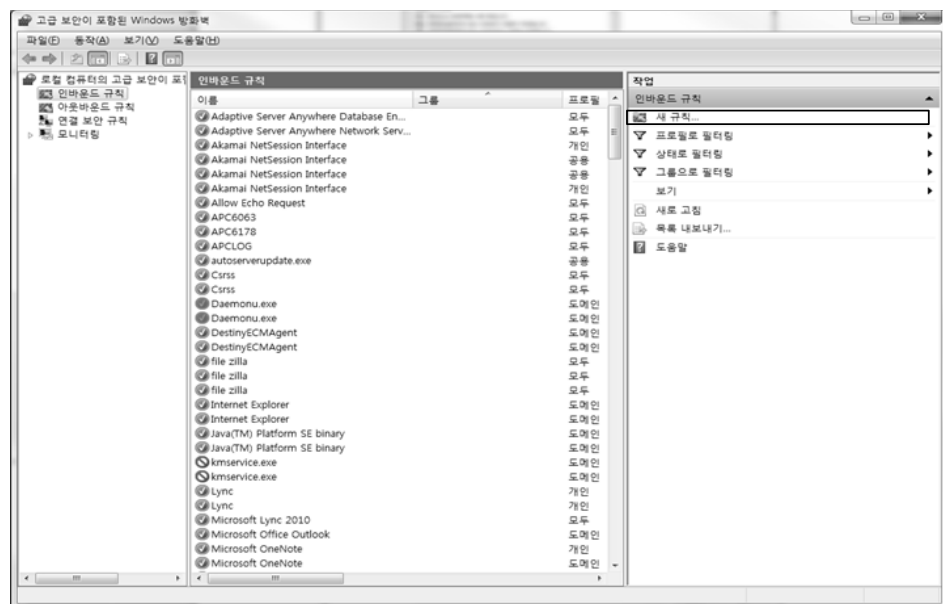 고급 보안이 포함된 Windows 방화벽
파일(F) 동작(A) 보기(V) 도움말(H)
로컬 컴퓨터의 고급 보안이 포
인바운드 규칙
아웃바운드 규칙
연결 보안 규칙
모니터링
인바운드 규칙
이름 그룹 프로필
Adaptive Server Anywhere Database En... 모두
Adaptive Server Anywhere Network Serv... 모두
Akamai NetSession Interface 개인
Akamai NetSession Interface 공용
Akamai NetSession Interface 공용
Akamai NetSession Interface 개인
Allow Echo Request 모두
APC6063 모두
APC6178 모두
APCLOG 모두
autoserverupdate.exe 공용
Csrss 모두
Csrss 모두
Daemonu.exe 도메인
Daemonu.exe 도메인
DestinyECMAgent 도메인
DestinyECMAgent 도메인
file zilla 모두
file zilla 모두
file zilla 모두
Internet Explorer 도메인
Internet Explorer 도메인
Java(TM) Platform SE binary 도메인
Java(TM) Platform SE binary 도메인
kmservice.exe 도메인
kmservice.exe 도메인
Lync 개인
Lync 개인
Microsoft Lync 2010 모두
Microsoft Office Outlook 도메인
Microsoft OneNote 개인
Microsoft OneNote 도메인
작업
인바운드 규칙
새 규칙...
프로필로 필터링
상태로 필터링
그룹으로 필터링
보기
새로 고침
목록 내보내기...
도움말